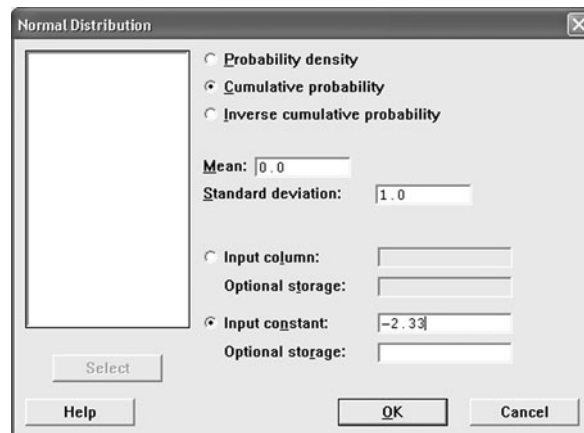 Normal Distribution
Probability density
Cumulative probability
Inverse cumulative probability
Mean: 0.0
Standard deviation: 1.0
Input column:
Optional storage:
Input constant: -2.33
Optional storage:
Select
Help OK Cancel